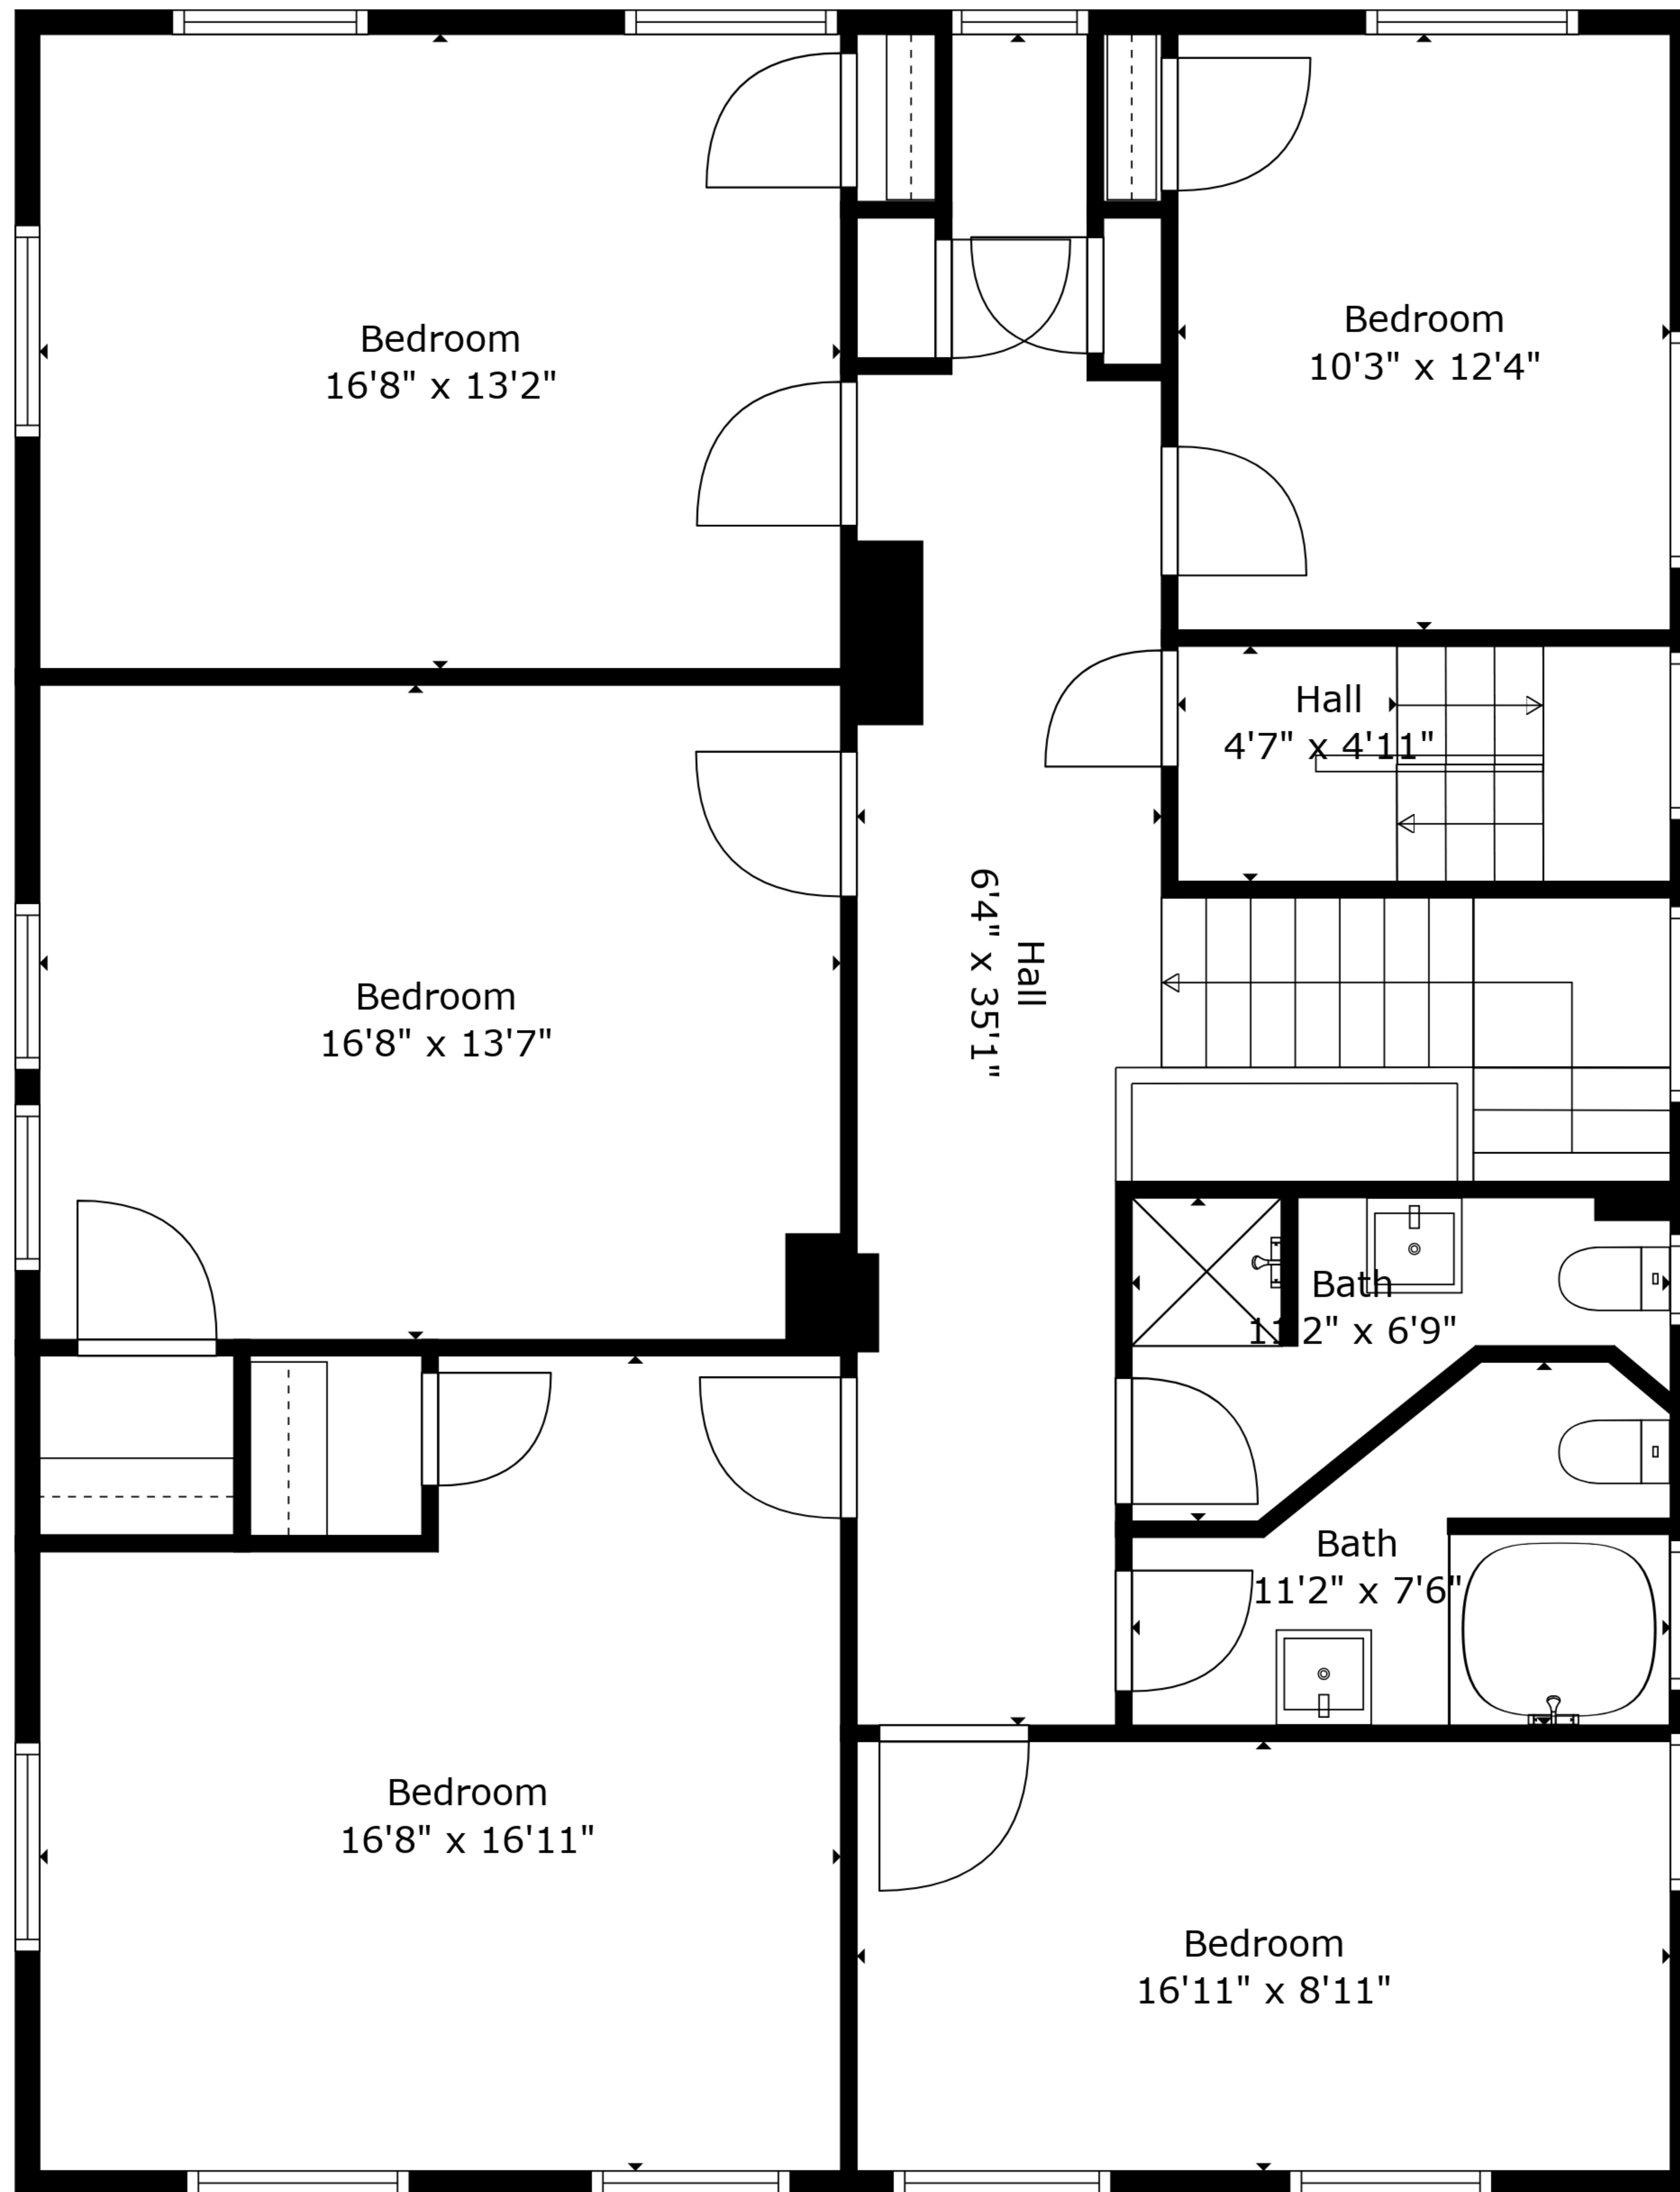 Bedroom
16'8" x 13'2"
Bedroom
10'3" x 12'4"
Hall
4'7" x 4'11"
Hall
6'4" x 35'1"
Bedroom
16'8" x 13'7"
Bath
11'2" x 6'9"
Bath
11'2" x 7'6"
Bedroom
16'8" x 16'11"
Bedroom
16'11" x 8'11"